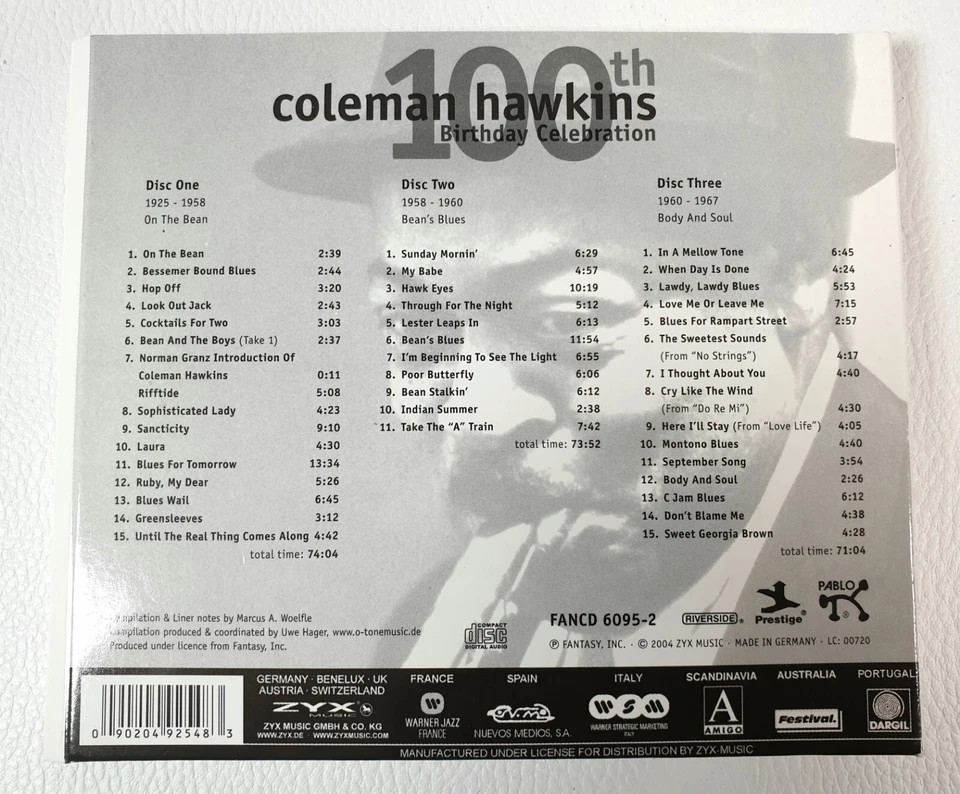 100th
coleman hawkins
Birthday Celebration
Disc One
1925 - 1958
On The Bean
1. On The Bean 2:39
2. Bessemer Bound Blues 2:44
3. Hop Off 3:20
4. Look Out Jack 2:43
5. Cocktails For Two 3:03
6. Bean And The Boys (Take 1) 2:37
7. Norman Granz Introduction Of
Coleman Hawkins 0:11
Rifftide 5:08
8. Sophisticated Lady 4:23
9. Sancticity 9:10
10. Laura 4:30
11. Blues For Tomorrow 13:34
12. Ruby, My Dear 5:26
13. Blues Wail 6:45
14. Greensleeves 3:12
15. Until The Real Thing Comes Along 4:42
total time: 74:04
Disc Two
1958 - 1960
Bean's Blues
1. Sunday Mornin' 6:29
2. My Babe 4:57
3. Hawk Eyes 10:19
4. Through For The Night 5:12
5. Lester Leaps In 6:13
6. Bean's Blues 11:54
7. I'm Beginning To See The Light 6:55
8. Poor Butterfly 6:06
9. Bean Stalkin' 6:12
10. Indian Summer 2:38
11. Take The "A" Train 7:42
total time: 73:52
Disc Three
1960 - 1967
Body And Soul
1. In A Mellow Tone 6:45
2. When Day Is Done 4:24
3. Lawdy, Lawdy Blues 5:53
4. Love Me Or Leave Me 7:15
5. Blues For Rampart Street 2:57
6. The Sweetest Sounds
(From "No Strings") 4:17
7. I Thought About You 4:40
8. Cry Like The Wind
(From "Do Re Mi") 4:30
9. Here I'll Stay (From "Love Life") 4:05
10. Montono Blues 4:40
11. September Song 3:54
12. Body And Soul 2:26
13. C Jam Blues 6:12
14. Don't Blame Me 4:38
15. Sweet Georgia Brown 4:28
total time: 71:04
Compilation & Liner notes by Marcus A. Woelfle
Compilation produced & coordinated by Uwe Hager, www.o-tonemusic.de
Produced under licence from Fantasy, Inc.
COMPACT
disc
DIGITAL AUDIO
FANCD 6095-2
RIVERSIDE®
Prestige®
PABLO
®
℗ FANTASY, INC. · © 2004 ZYX MUSIC · MADE IN GERMANY · LC: 00720
0 90204 92548 3
GERMANY · BENELUX · UK
AUSTRIA · SWITZERLAND
ZYX
MUSIC
ZYX MUSIC GMBH & CO. KG
WWW.ZYX.DE · WWW.ZYXMUSIC.COM
FRANCE
WARNER JAZZ
FRANCE
SPAIN
NUEVOS MEDIOS, S.A.
ITALY
WSM
WARNER STRATEGIC MARKETING
ITALY
SCANDINAVIA
A
AMIGO
AUSTRALIA
Festival.
PORTUGAL
DARGIL
MANUFACTURED UNDER LICENSE FOR DISTRIBUTION BY ZYX-MUSIC